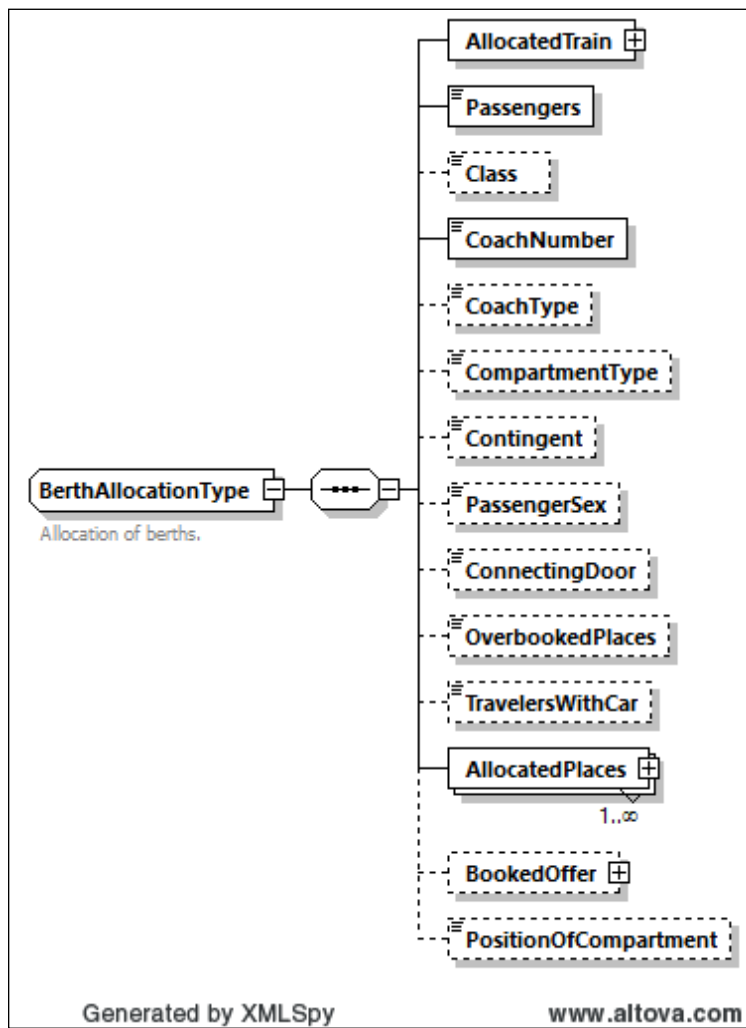 AllocatedTrain
Passengers
Class
CoachNumber
CoachType
CompartmentType
Contingent
BerthAllocationType
PassengerSex
Allocation of berths.
ConnectingDoor
OverbookedPlaces
TravelersWithCar
AllocatedPlaces
1..∞
BookedOffer
PositionOfCompartment
Generated by XMLSpy
www.altova.com